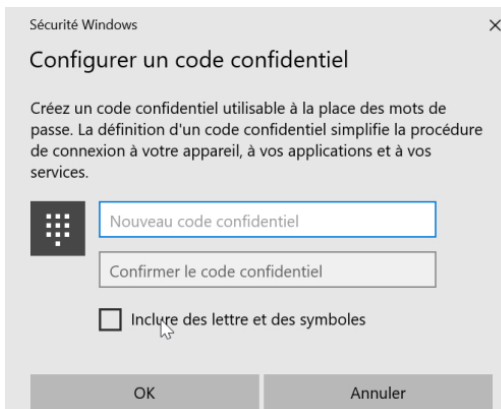 Sécurité Windows
Configurer un code confidentiel
Créez un code confidentiel utilisable à la place des mots de
passe. La définition d'un code confidentiel simplifie la procédure
de connexion à votre appareil, à vos applications et à vos
services.
Nouveau code confidentiel
Confirmer le code confidentiel
Inclure des lettre et des symboles
OK Annuler